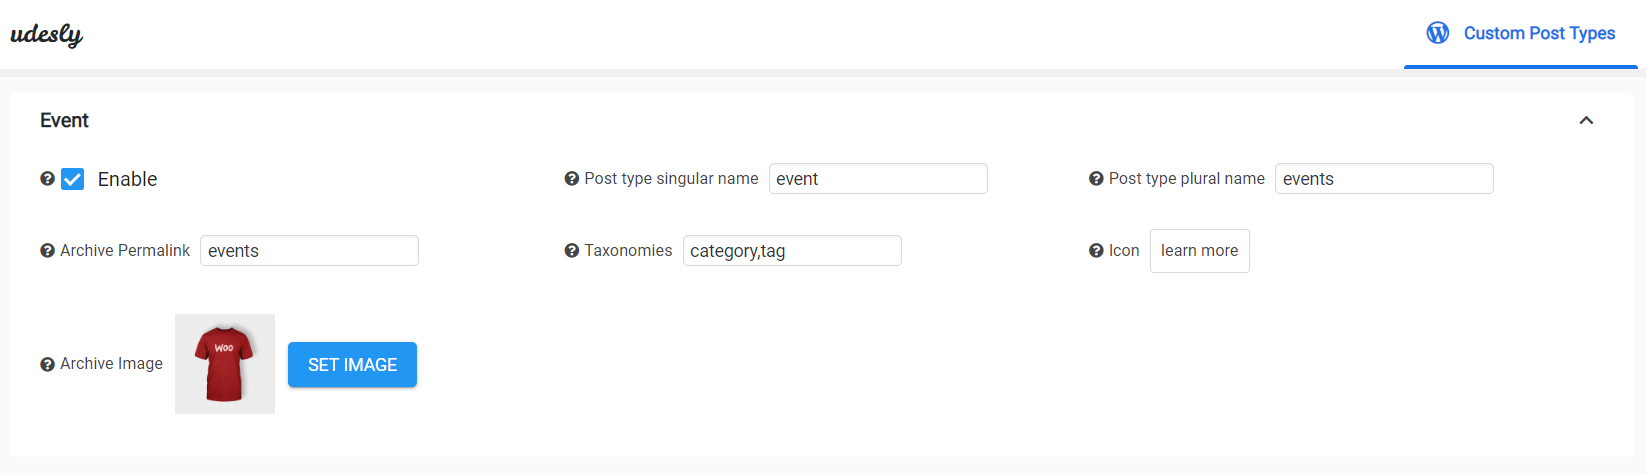 udesly
Custom Post Types
Event
Enable
Post type singular name event
Post type plural name events
Archive Permalink events
Taxonomies category,tag
Icon learn more
Archive Image
WOO
SET IMAGE